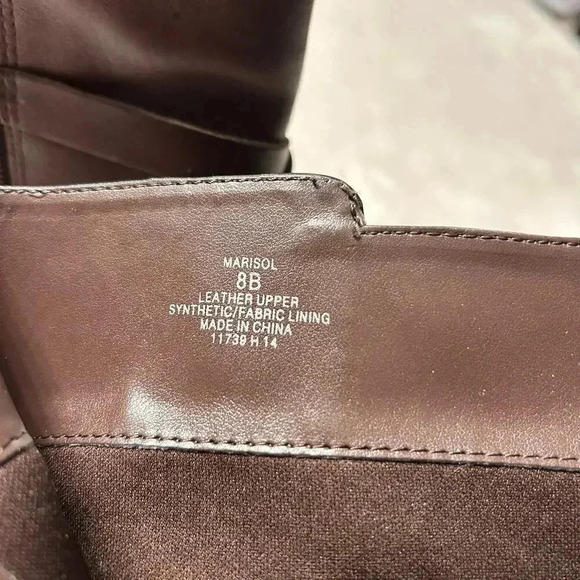 MARISOL
8B
LEATHER UPPER
SYNTHETIC/FABRIC LINING
MADE IN CHINA
11739 H 14